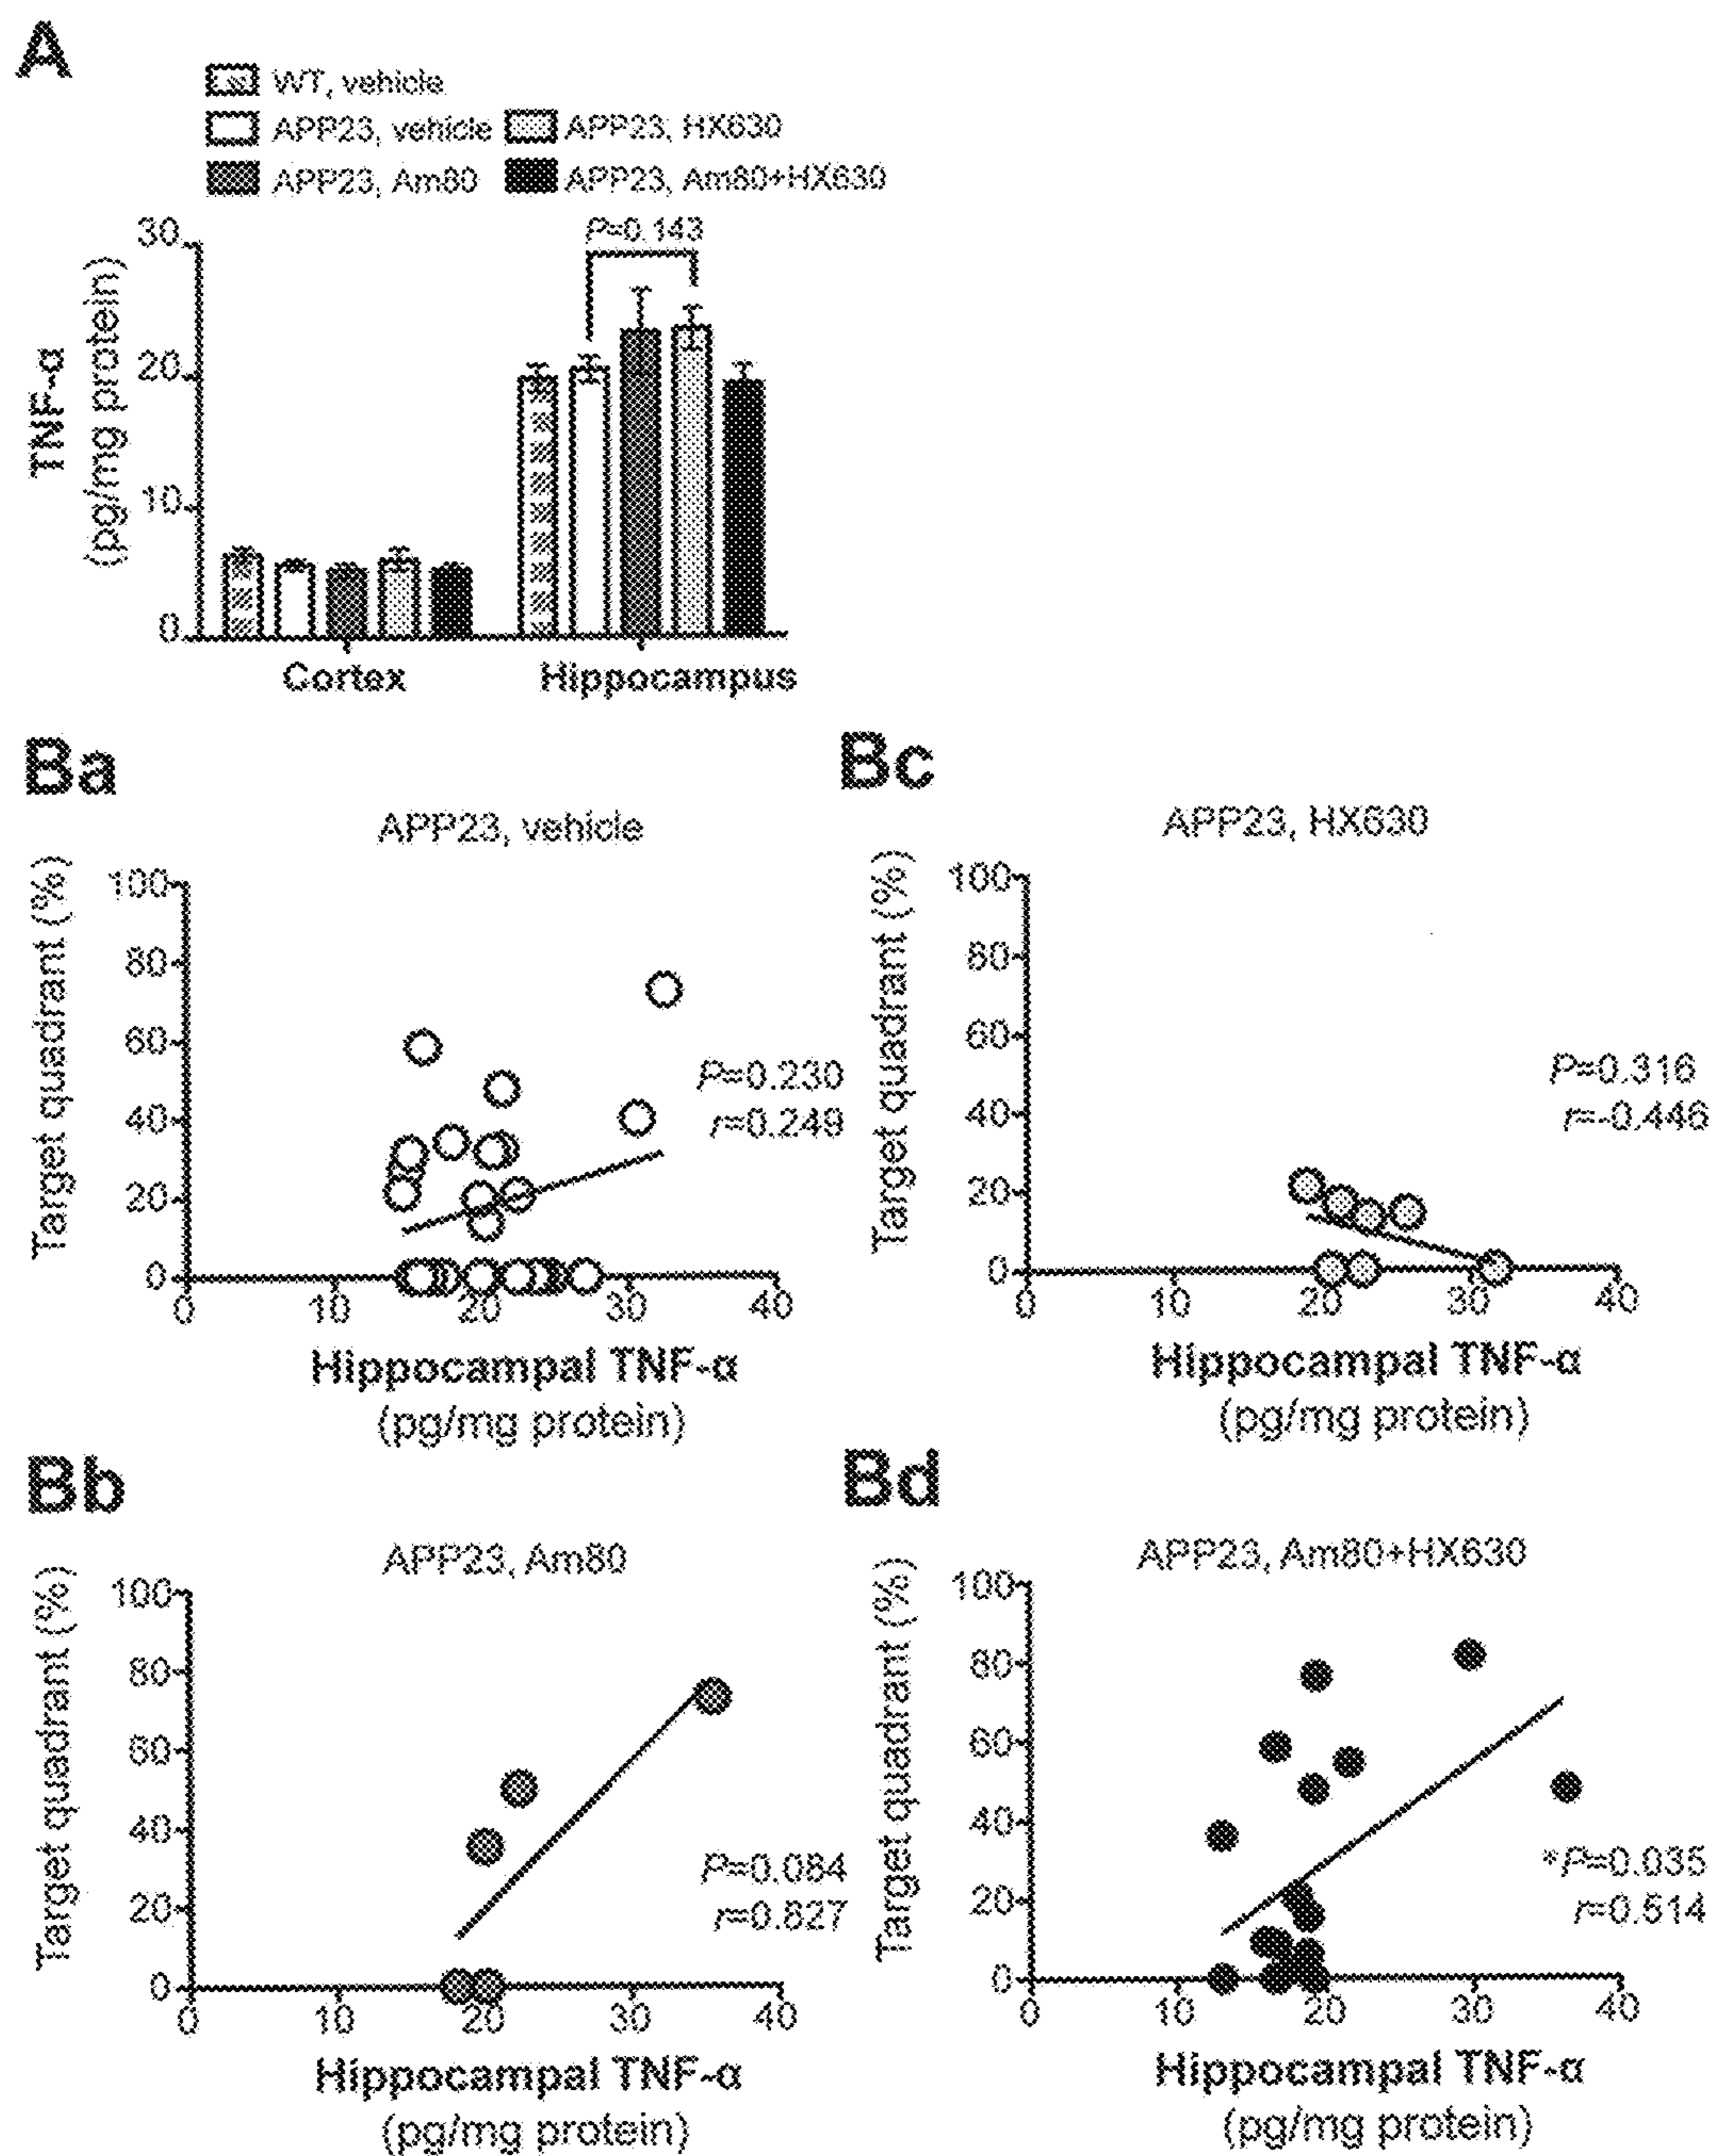 A
WT, vehicle
APP23, vehicle
APP23, HX630
APP23, Am80
APP23, Am80+HX630
P=0.143
TNF-α
(pg/mg protein)
30
20
10
0
Cortex
Hippocampus
Ba
APP23, vehicle
Target quadrant (%)
100
80
60
40
20
0
P=0.230
r=0.249
0 10 20 30 40
Hippocampal TNF-α
(pg/mg protein)
Bc
APP23, HX630
Target quadrant (%)
100
80
60
40
20
0
P=0.316
r=-0.446
0 10 20 30 40
Hippocampal TNF-α
(pg/mg protein)
Bb
APP23, Am80
Target quadrant (%)
100
80
60
40
20
0
P=0.084
r=0.827
0 10 20 30 40
Hippocampal TNF-α
(pg/mg protein)
Bd
APP23, Am80+HX630
Target quadrant (%)
100
80
60
40
20
0
*P=0.035
r=0.514
0 10 20 30 40
Hippocampal TNF-α
(pg/mg protein)